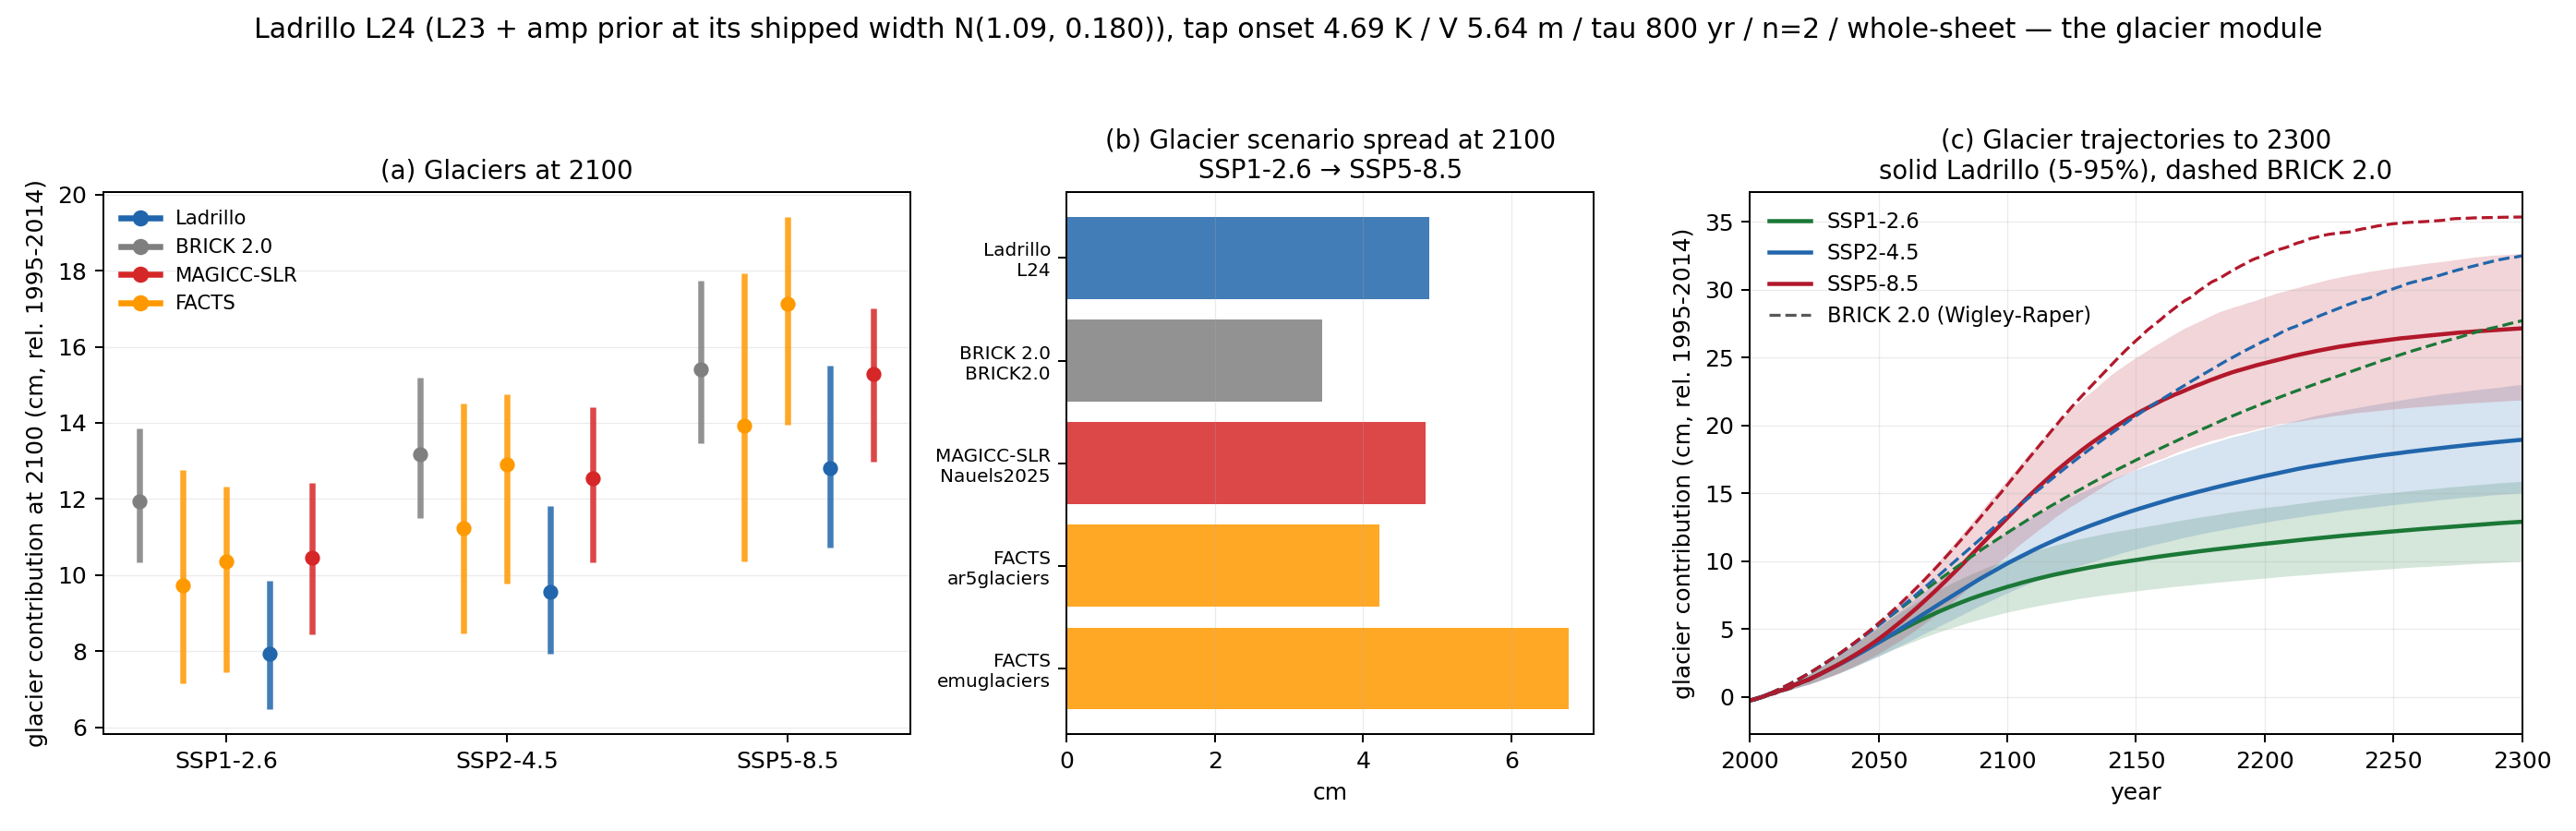 Ladrillo L24 (L23 + amp prior at its shipped width N(1.09, 0.180)), tap onset 4.69 K / V 5.64 m / tau 800 yr / n=2 / whole-sheet — the glacier module
(a) Glaciers at 2100
glacier contribution at 2100 (cm, rel. 1995-2014)
20
18
16
14
12
10
8
6
Ladrillo
BRICK 2.0
MAGICC-SLR
FACTS
SSP1-2.6
SSP2-4.5
SSP5-8.5
(b) Glacier scenario spread at 2100
SSP1-2.6 → SSP5-8.5
Ladrillo
L24
BRICK 2.0
BRICK2.0
MAGICC-SLR
Nauels2025
FACTS
ar5glaciers
FACTS
emuglaciers
0
2
4
6
cm
(c) Glacier trajectories to 2300
solid Ladrillo (5-95%), dashed BRICK 2.0
glacier contribution (cm, rel. 1995-2014)
35
30
25
20
15
10
5
0
SSP1-2.6
SSP2-4.5
SSP5-8.5
BRICK 2.0 (Wigley-Raper)
2000
2050
2100
2150
2200
2250
2300
year